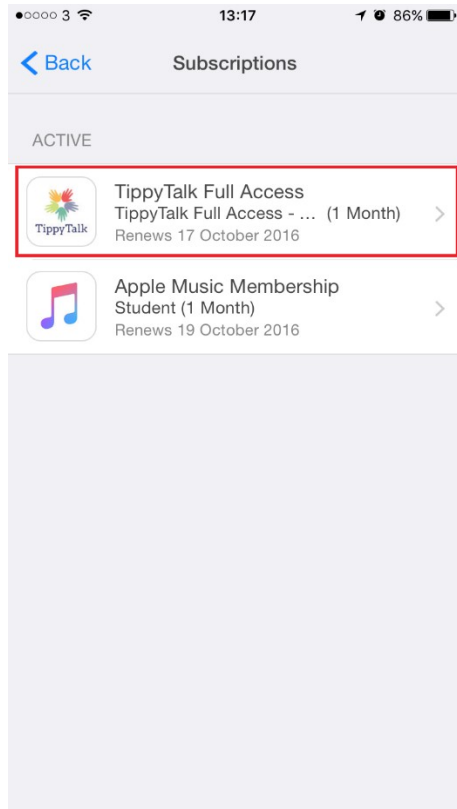 3 13:17 86%
Back Subscriptions
ACTIVE
TippyTalk
TippyTalk Full Access
TippyTalk Full Access - ... (1 Month)
Renews 17 October 2016
Apple Music Membership
Student (1 Month)
Renews 19 October 2016